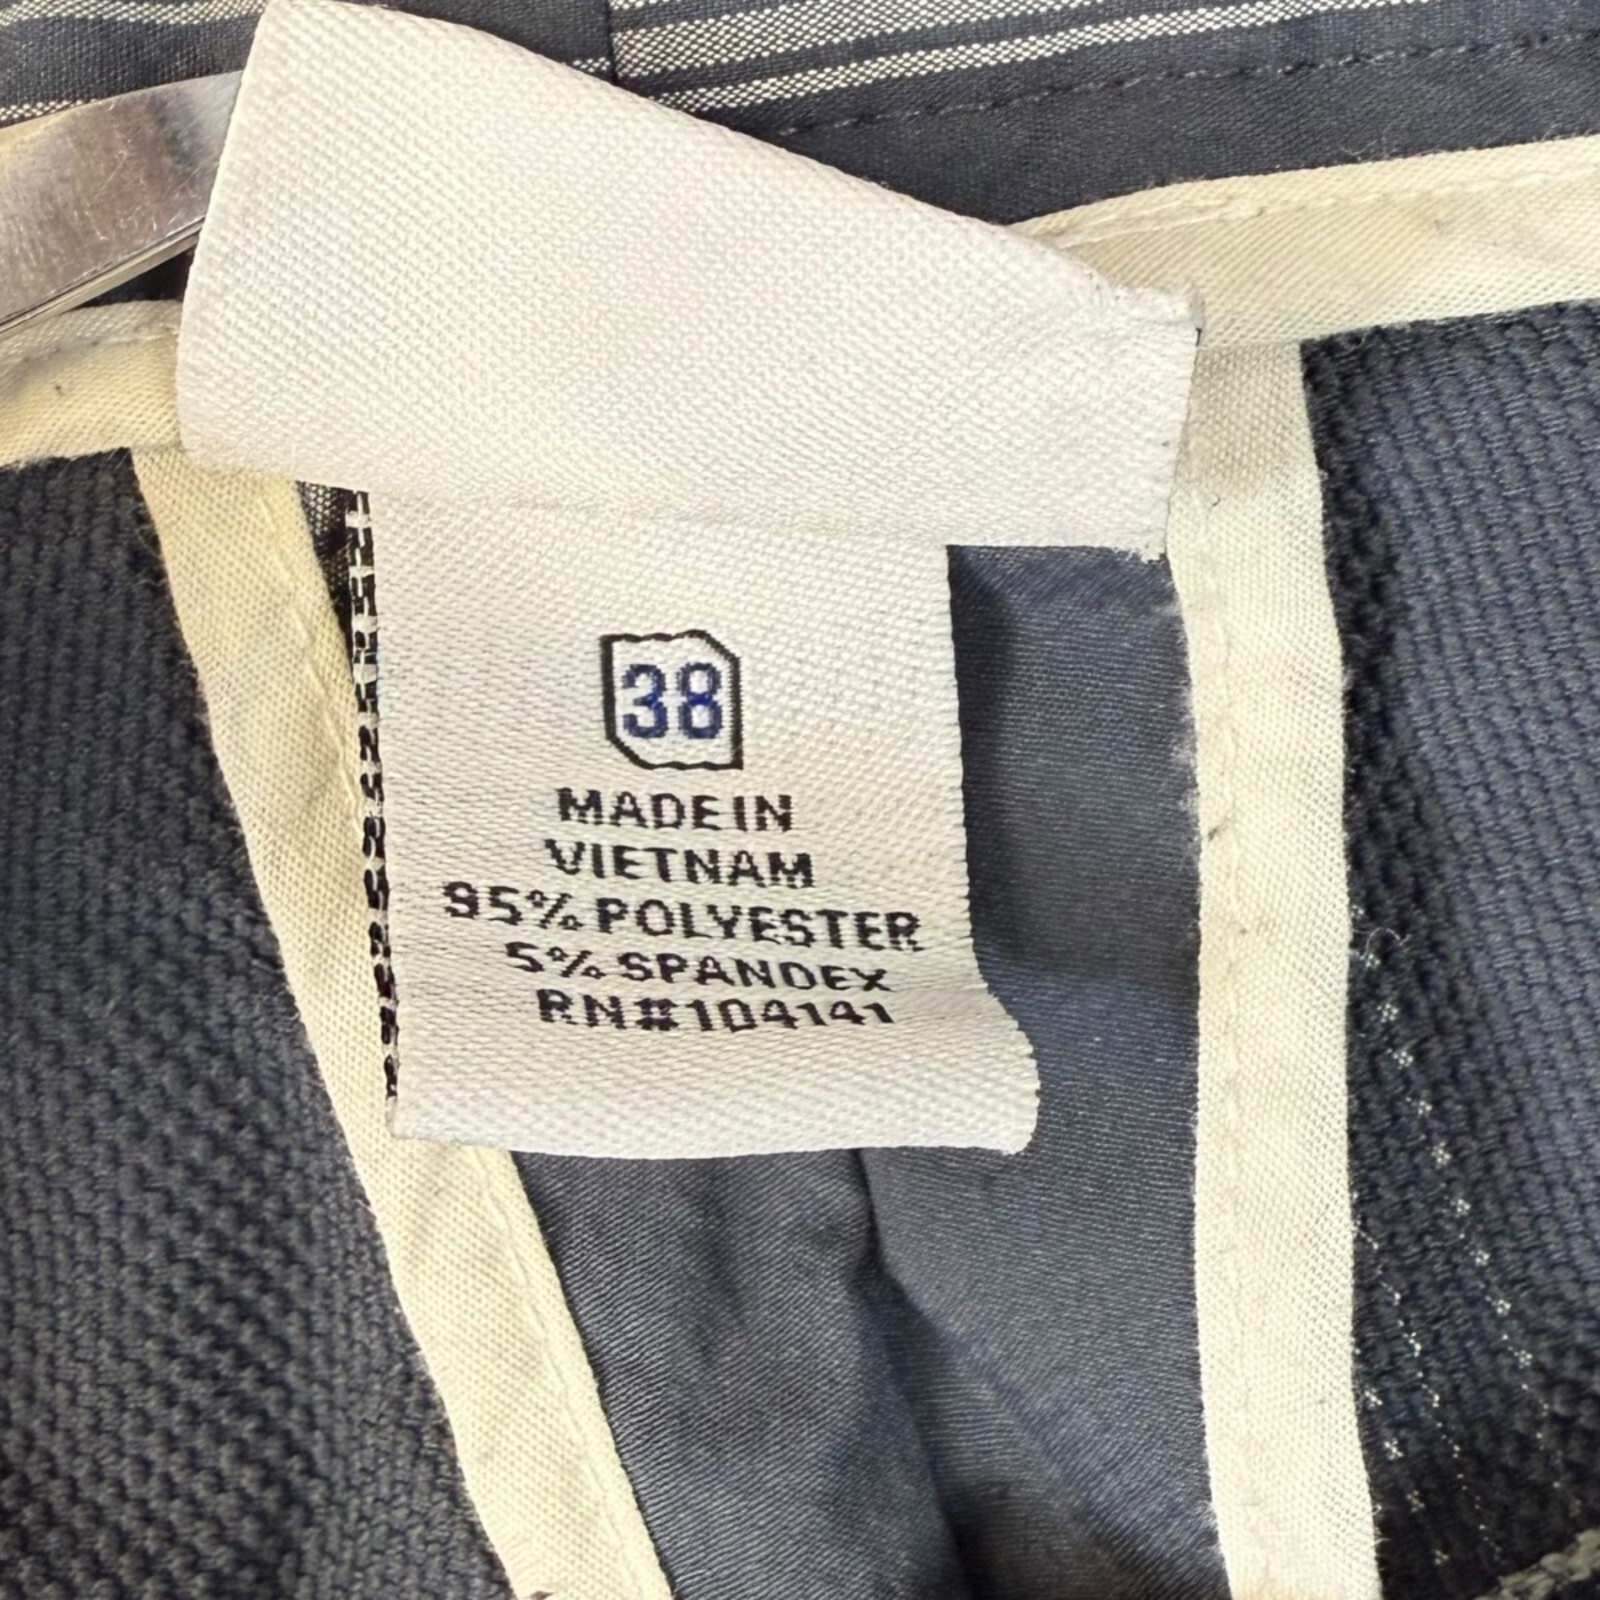 38
MADE IN
VIETNAM
95% POLYESTER
5% SPANDEX
RN#104141